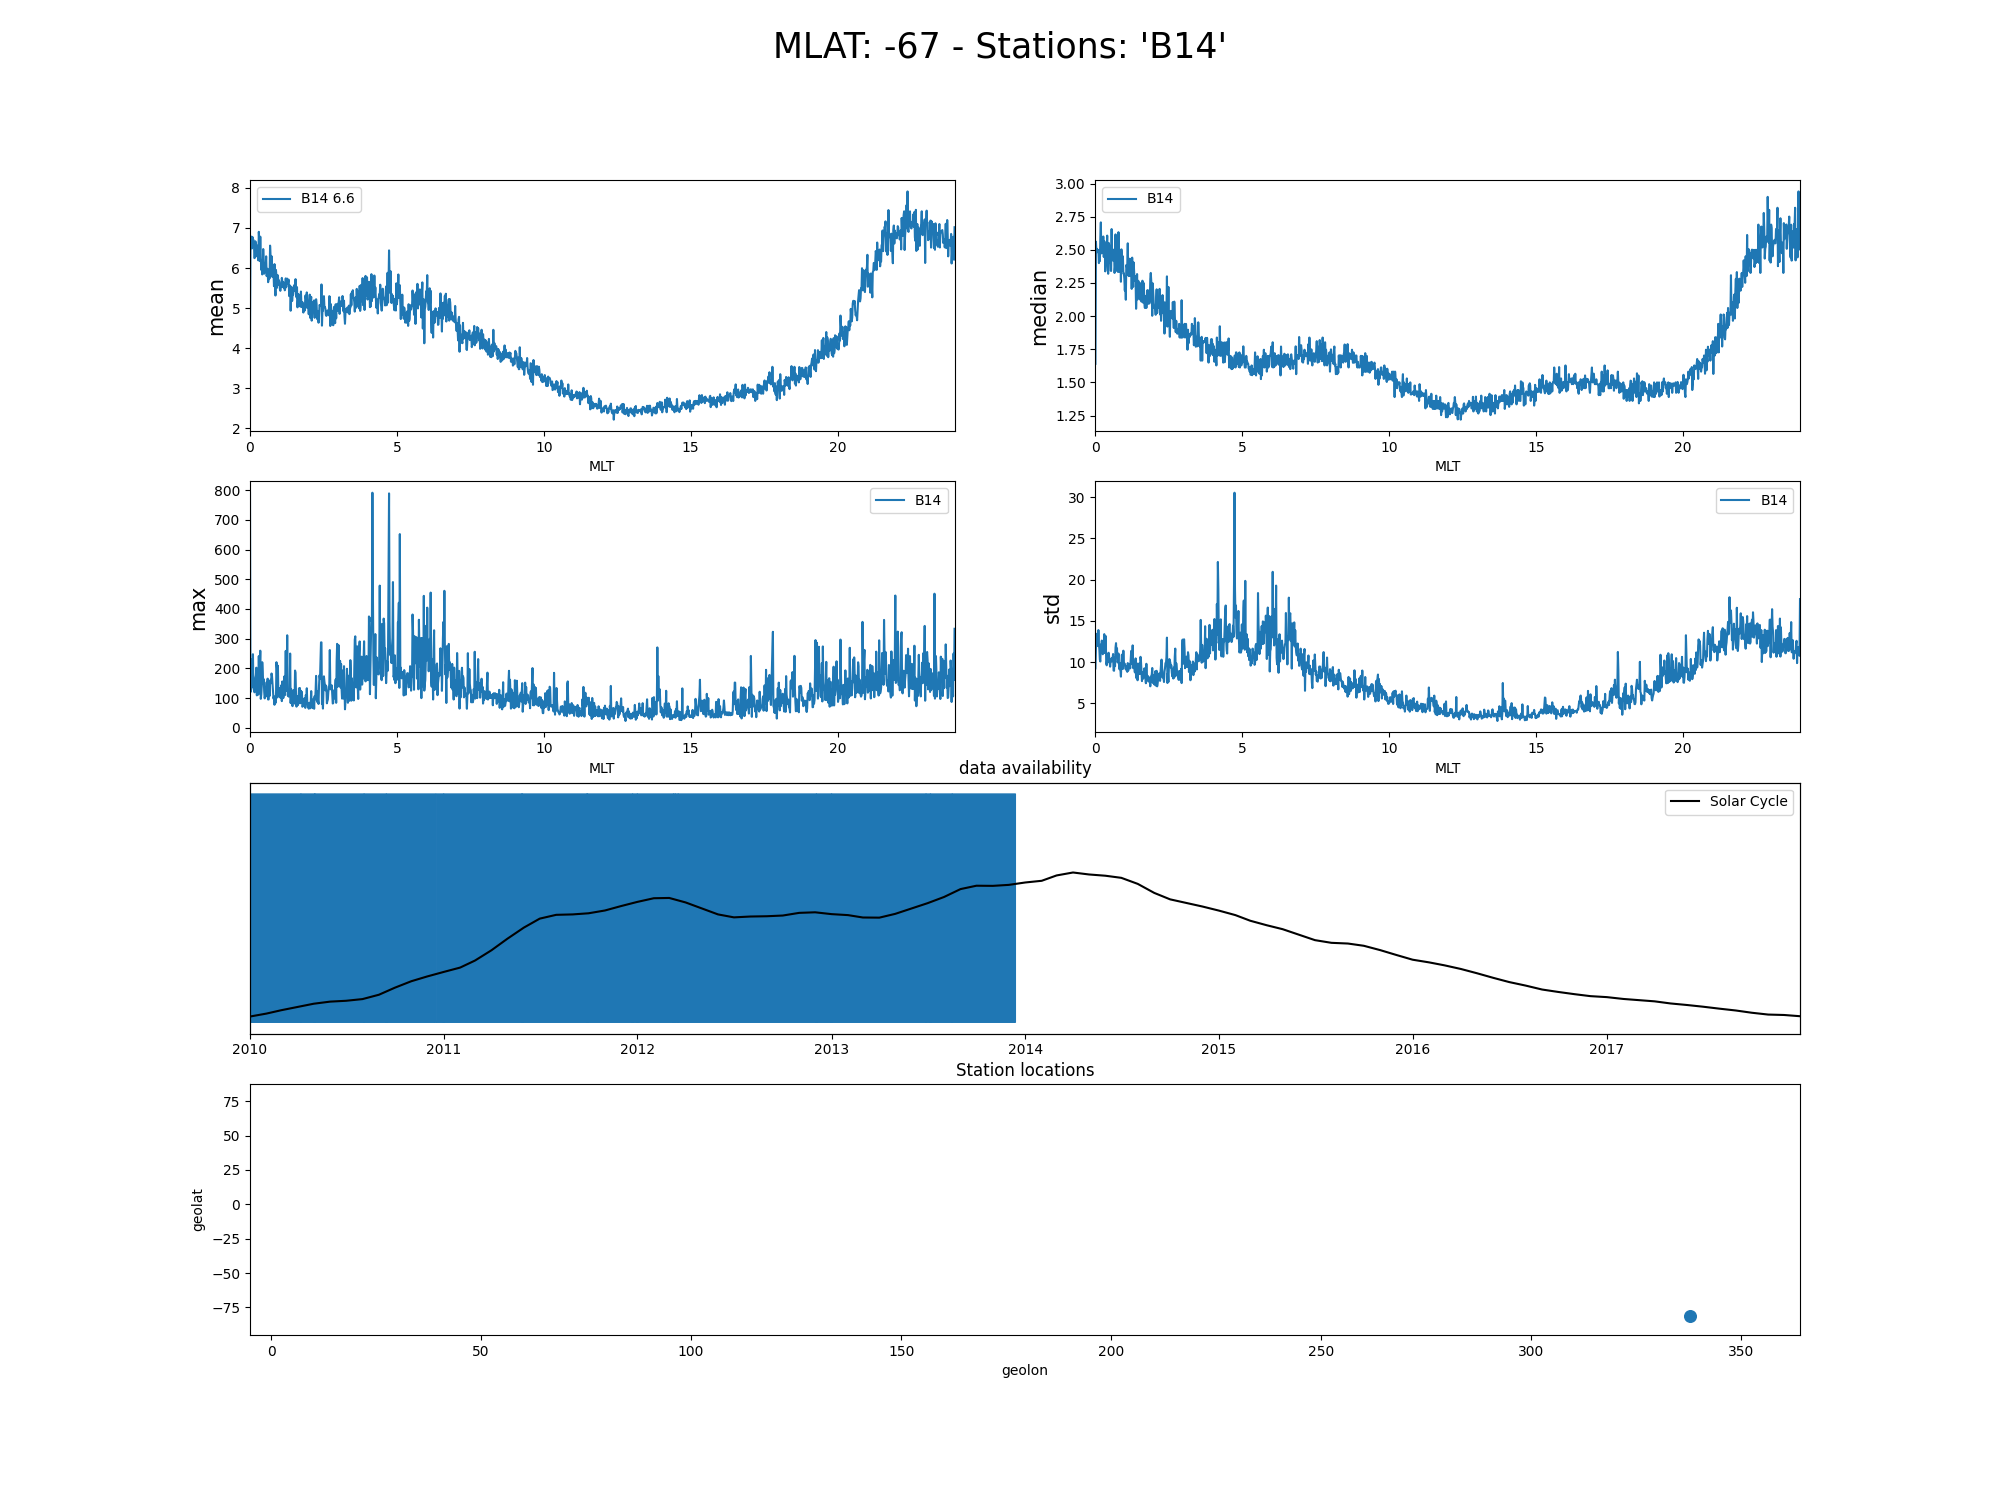 MLAT: -67 - Stations: 'B14'
8
7
6
5
4
3
2
mean
B14 6.6
0 5 10 15 20
MLT
3.00
2.75
2.50
2.25
2.00
1.75
1.50
1.25
median
B14
0 5 10 15 20
MLT
800
700
600
500
400
300
200
100
0
max
B14
0 5 10 15 20
MLT
30
25
20
15
10
5
std
B14
0 5 10 15 20
MLT
data availability
Solar Cycle
2010 2011 2012 2013 2014 2015 2016 2017
Station locations
75
50
25
0
−25
−50
−75
geolat
0 50 100 150 200 250 300 350
geolon